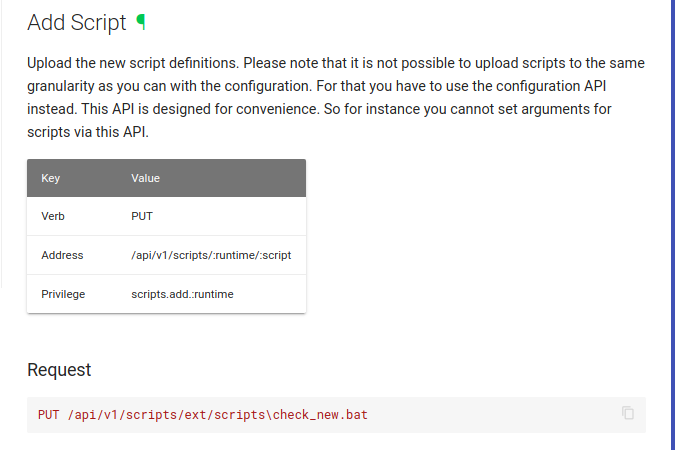 Add Script ¶
Upload the new script definitions. Please note that it is not possible to upload scripts to the same
granularity as you can with the configuration. For that you have to use the configuration API
instead. This API is designed for convenience. So for instance you cannot set arguments for
scripts via this API.
Key Value
Verb PUT
Address /api/v1/scripts/:runtime/:script
Privilege scripts.add.:runtime
Request
PUT /api/v1/scripts/ext/scripts\check_new.bat